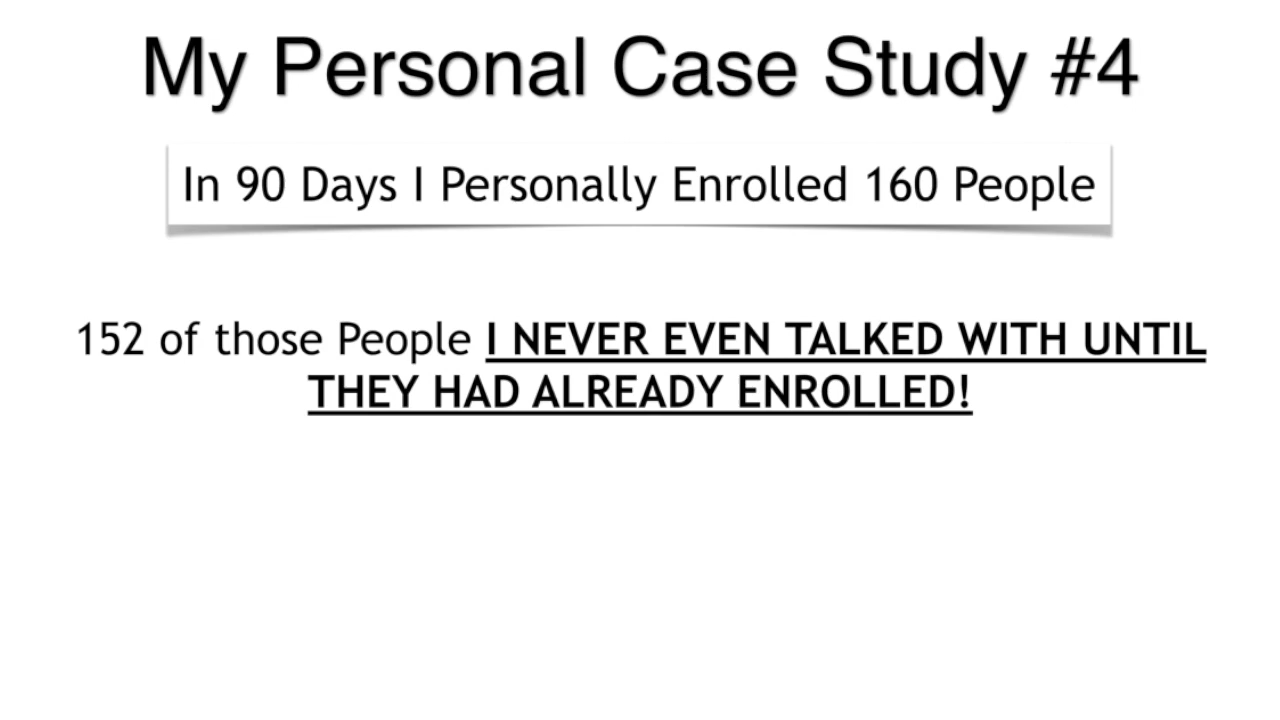 My Personal Case Study #4
In 90 Days I Personally Enrolled 160 People
152 of those People I NEVER EVEN TALKED WITH UNTIL
THEY HAD ALREADY ENROLLED!